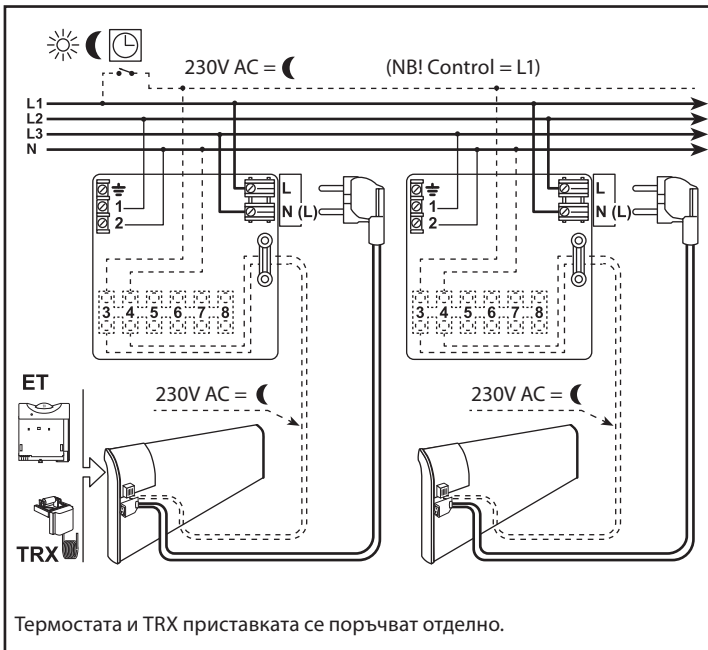 230V AC = (NB! Control = L1)
L1
L2
L3
N
L
1
N (L)
2
3 4 5 6 7 8
L
1
N (L)
2
3 4 5 6 7 8
ET
230V AC =
230V AC =
TRX
Термостата и TRX приставката се поръчват отделно.